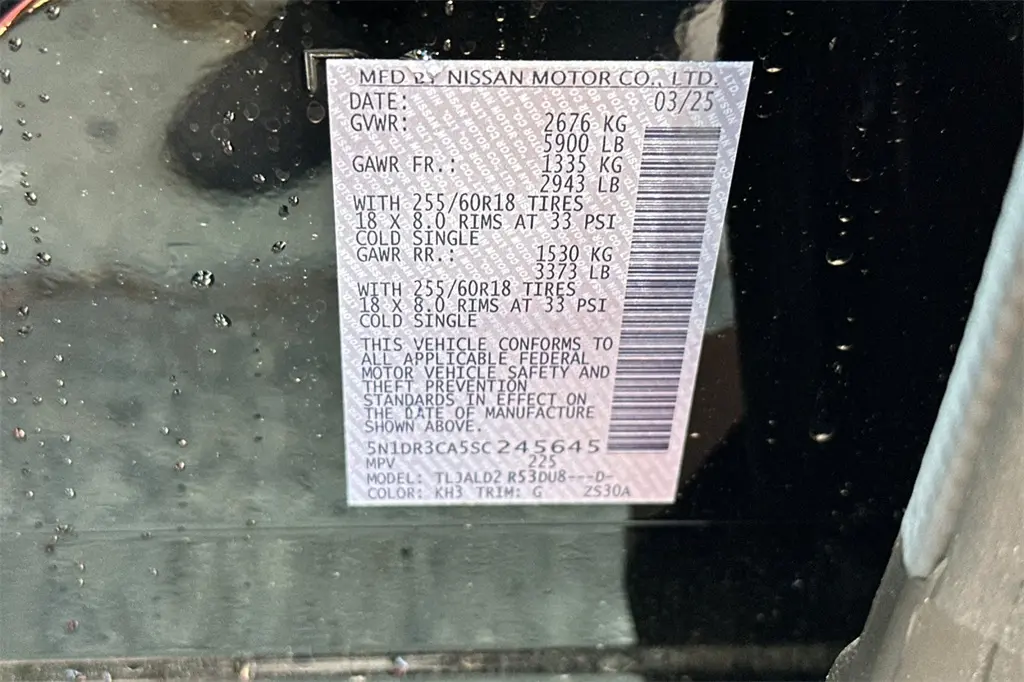 MFD BY NISSAN MOTOR CO., LTD.
DATE: 03/25
GVWR: 2676 KG
5900 LB
GAWR FR.: 1335 KG
2943 LB
WITH 255/60R18 TIRES
18 X 8.0 RIMS AT 33 PSI
COLD SINGLE
GAWR RR.: 1530 KG
3373 LB
WITH 255/60R18 TIRES
18 X 8.0 RIMS AT 33 PSI
COLD SINGLE
THIS VEHICLE CONFORMS TO
ALL APPLICABLE FEDERAL
MOTOR VEHICLE SAFETY AND
THEFT PREVENTION
STANDARDS IN EFFECT ON
THE DATE OF MANUFACTURE
SHOWN ABOVE.
5N1DR3CA5SC245645
MPV 225
MODEL: TLJALD2 R53DU8---D-
COLOR: KH3 TRIM: G ZS30A